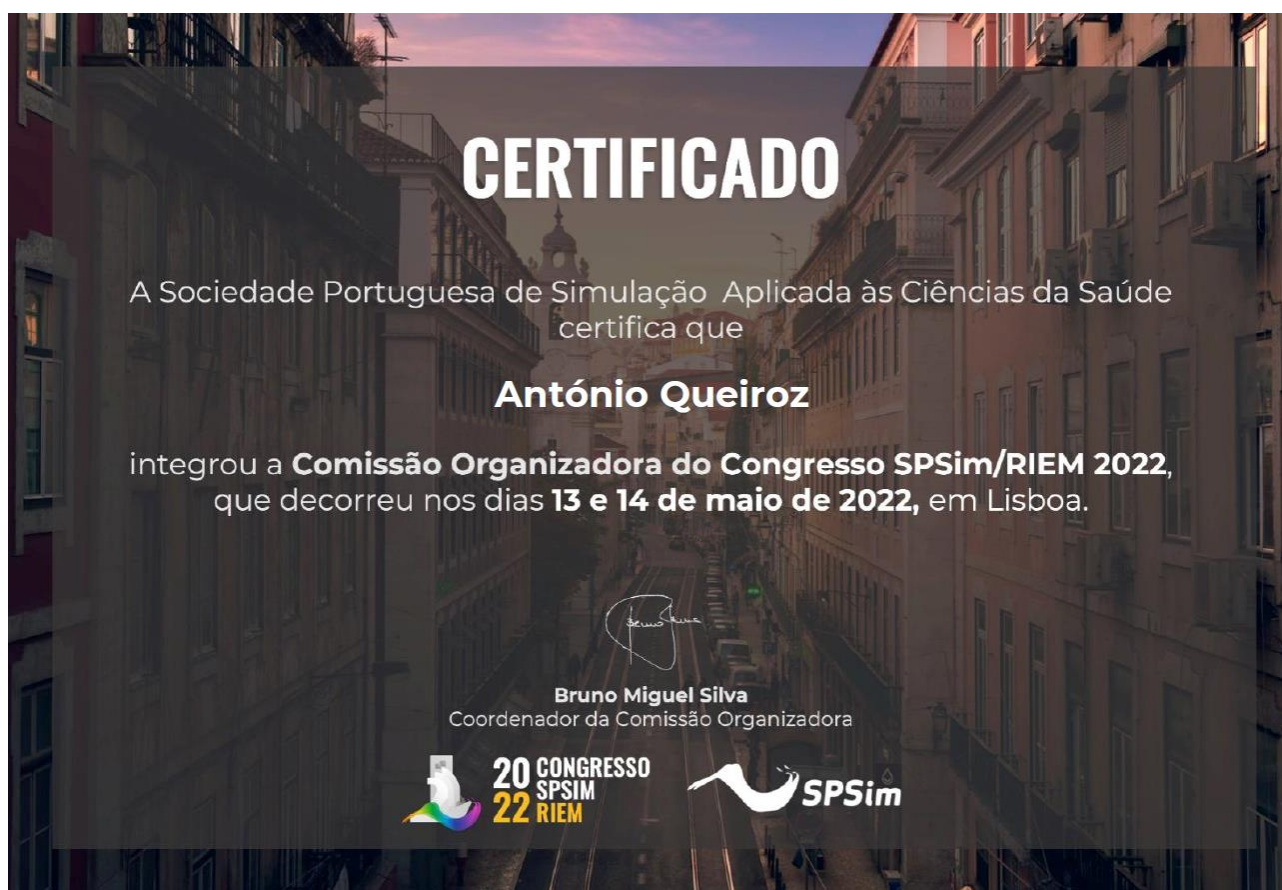 CERTIFICADO
A Sociedade Portuguesa de Simulação Aplicada às Ciências da Saúde
certifica que
António Queiroz
integrou a Comissão Organizadora do Congresso SPSim/RIEM 2022,
que decorreu nos dias 13 e 14 de maio de 2022, em Lisboa.
Bruno Miguel Silva
Coordenador da Comissão Organizadora
20 CONGRESSO
SPSIM
22 RIEM
SPSim